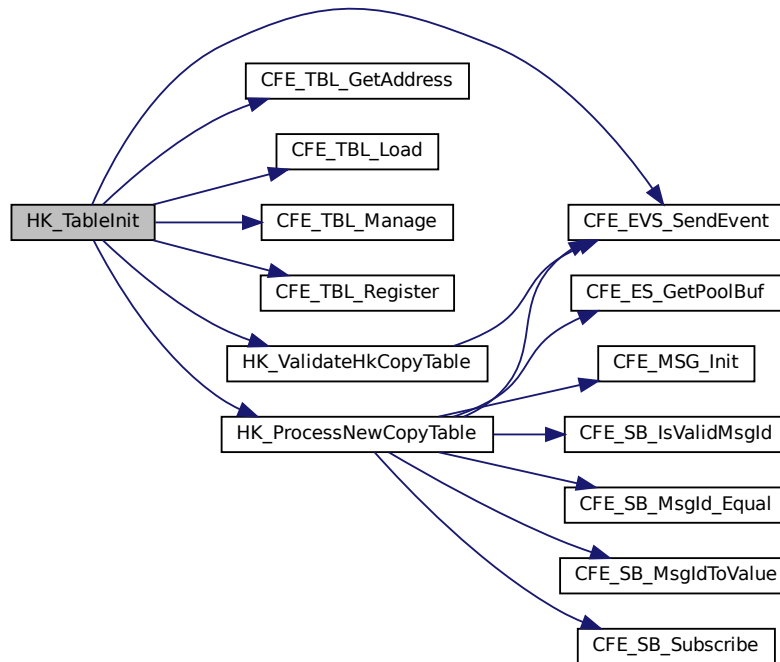 HK_TableInit
CFE_TBL_GetAddress
CFE_TBL_Load
CFE_TBL_Manage
CFE_TBL_Register
HK_ValidateHkCopyTable
HK_ProcessNewCopyTable
CFE_EVS_SendEvent
CFE_ES_GetPoolBuf
CFE_MSG_Init
CFE_SB_IsValidMsgId
CFE_SB_MsgId_Equal
CFE_SB_MsgIdToValue
CFE_SB_Subscribe